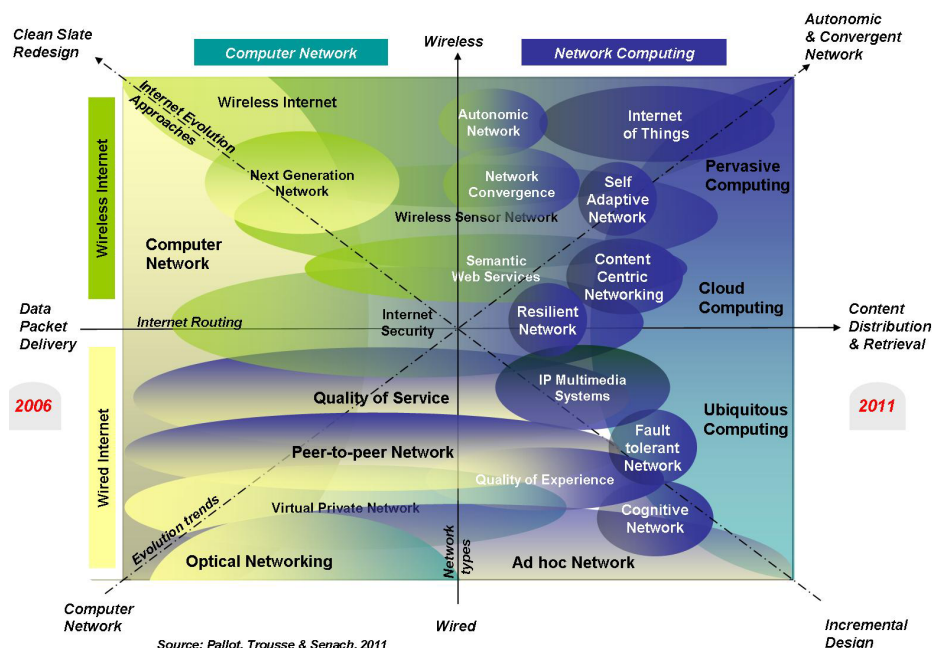 Clean Slate
Redesign
Computer Network
Wireless
Network Computing
Autonomic
& Convergent
Network
Internet Evolution
Approaches
Wireless Internet
Autonomic
Network
Internet
of Things
Wireless Internet
Next Generation
Network
Network
Convergence
Self
Adaptive
Network
Pervasive
Computing
Wireless Sensor Network
Computer
Network
Semantic
Web Services
Content
Centric
Networking
Cloud
Computing
Data
Packet
Delivery
Internet Routing
Internet
Security
Resilient
Network
Content
Distribution
& Retrieval
2006
Wired Internet
Quality of Service
IP Multimedia
Systems
Ubiquitous
Computing
2011
Peer-to-peer Network
Fault
tolerant
Network
Quality of Experience
Virtual Private Network
Cognitive
Network
Evolution trends
Optical Networking
Network
types
Ad hoc Network
Computer
Network
Wired
Incremental
Design
Source: Pallot, Trousse & Senach, 2011